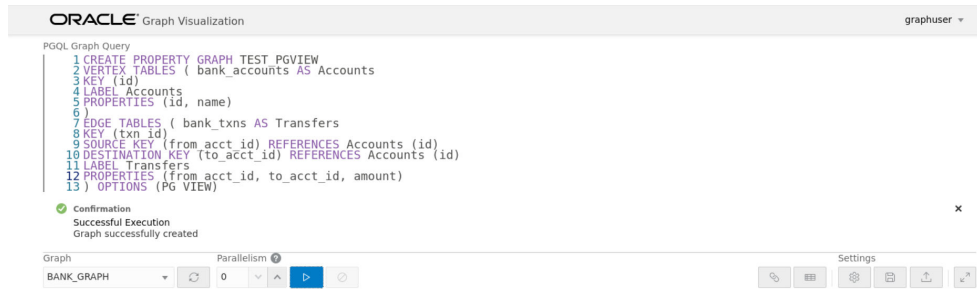 ORACLE® Graph Visualization
graphuser
PGQL Graph Query
1 CREATE PROPERTY GRAPH TEST_PGVIEW
2 VERTEX TABLES ( bank_accounts AS Accounts
3 KEY (id)
4 LABEL Accounts
5 PROPERTIES (id, name)
6 )
7 EDGE TABLES ( bank_txns AS Transfers
8 KEY (txn_id)
9 SOURCE KEY (from_acct_id) REFERENCES Accounts (id)
10 DESTINATION KEY (to_acct_id) REFERENCES Accounts (id)
11 LABEL Transfers
12 PROPERTIES (from_acct_id, to_acct_id, amount)
13 ) OPTIONS (PG_VIEW)
Confirmation
Successful Execution
Graph successfully created
Graph
Parallelism
Settings
BANK_GRAPH
0